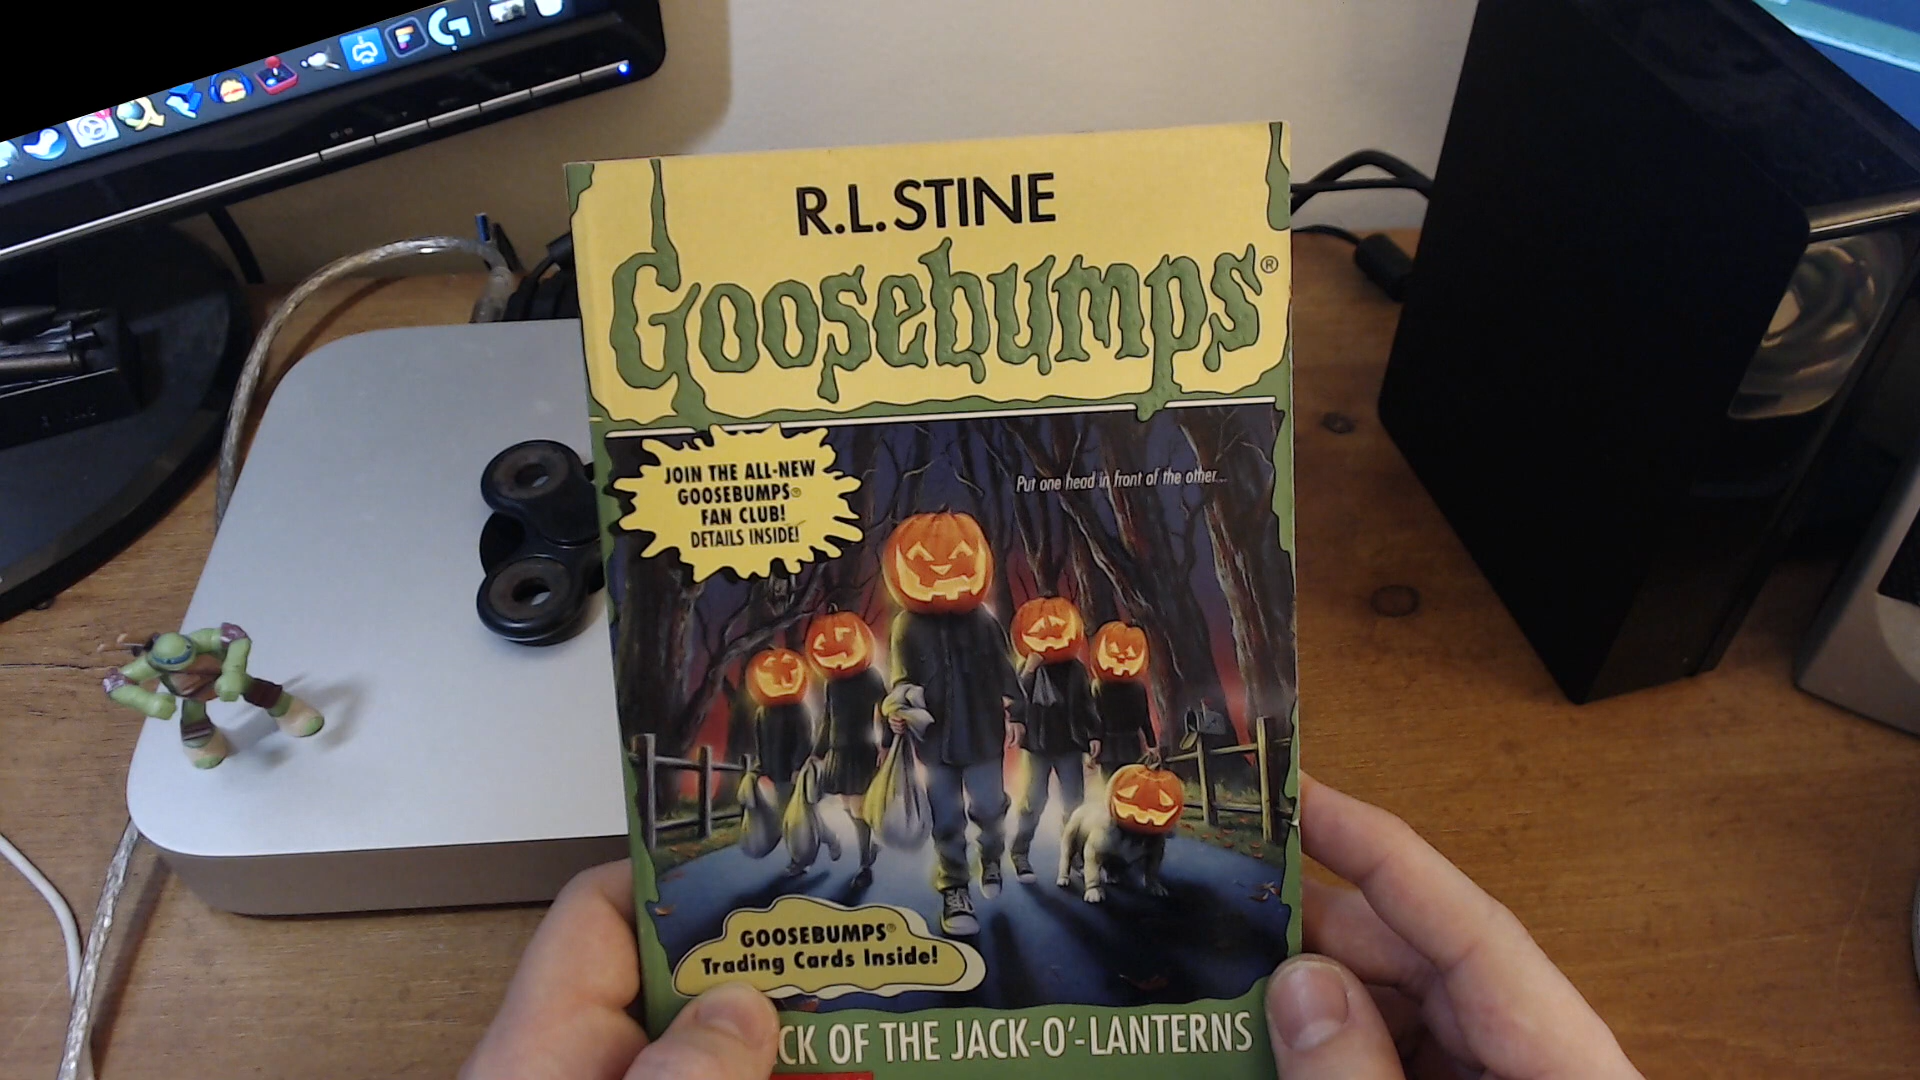 R.L. STINE
Goosebumps®
JOIN THE ALL-NEW
GOOSEBUMPS®
FAN CLUB!
DETAILS INSIDE!
Put one head in front of the other...
GOOSEBUMPS®
Trading Cards Inside!
CK OF THE JACK-O'-LANTERNS